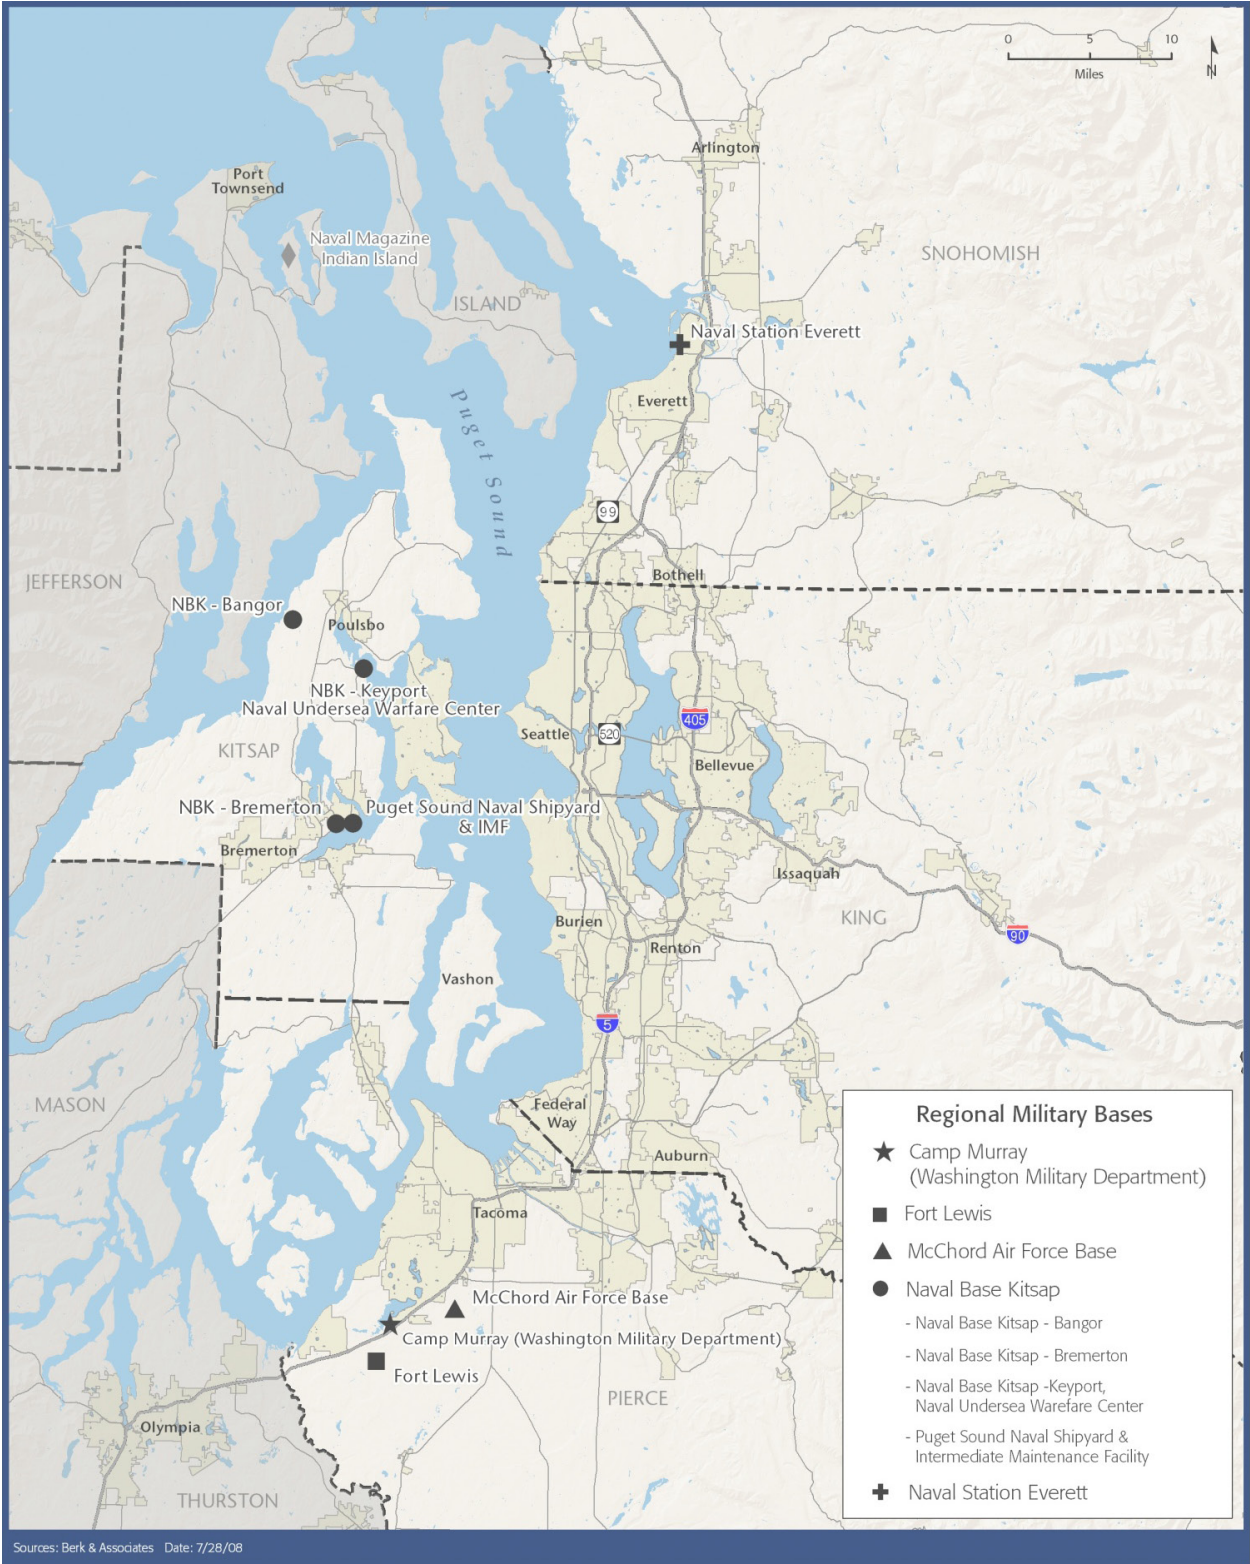 0 5 10
Miles
N
Arlington
Port
Townsend
Naval Magazine
Indian Island
SNOHOMISH
ISLAND
Naval Station Everett
Everett
Puget Sound
99
Bothell
JEFFERSON
NBK - Bangor
Poulsbo
NBK - Keyport
Naval Undersea Warfare Center
405
Seattle
520
KITSAP
Bellevue
NBK - Bremerton
Puget Sound Naval Shipyard
& IMF
Bremerton
Issaquah
KING
Burien
90
Renton
Vashon
5
MASON
Federal
Way
Auburn
Tacoma
McChord Air Force Base
Camp Murray (Washington Military Department)
Fort Lewis
PIERCE
Olympia
THURSTON
Regional Military Bases
Camp Murray
(Washington Military Department)
Fort Lewis
McChord Air Force Base
Naval Base Kitsap
- Naval Base Kitsap - Bangor
- Naval Base Kitsap - Bremerton
- Naval Base Kitsap -Keyport,
Naval Undersea Warefare Center
- Puget Sound Naval Shipyard &
Intermediate Maintenance Facility
Naval Station Everett
Sources: Berk & Associates Date: 7/28/08